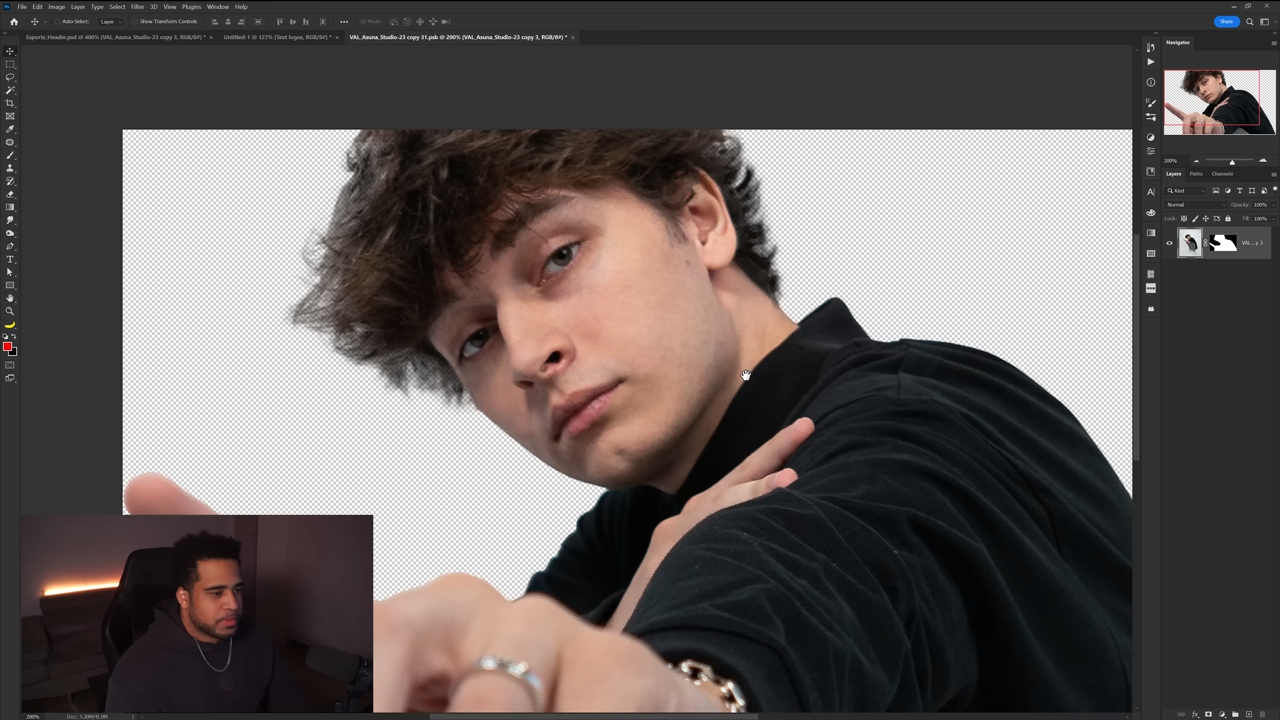 File Edit Image Layer Type Select Filter 3D View Plugins Window Help
Auto-Select: Layer Show Transform Controls 3D Mode: Share
Esports_Header.psd @ 400% (VAL_Asuna_Studio-23 copy 3, RGB/8#) * Untitled-1 @ 127% (Text logos, RGB/8#) * VAL_Asuna_Studio-23 copy 31.psb @ 200% (VAL_Asuna_Studio-23 copy 3, RGB/8#) *
Navigator
200%
Layers Paths Channels
Kind
Normal Opacity: 100%
Lock: Fill: 100%
VAL...y 3
200% Doc: 5.20M/41.9M